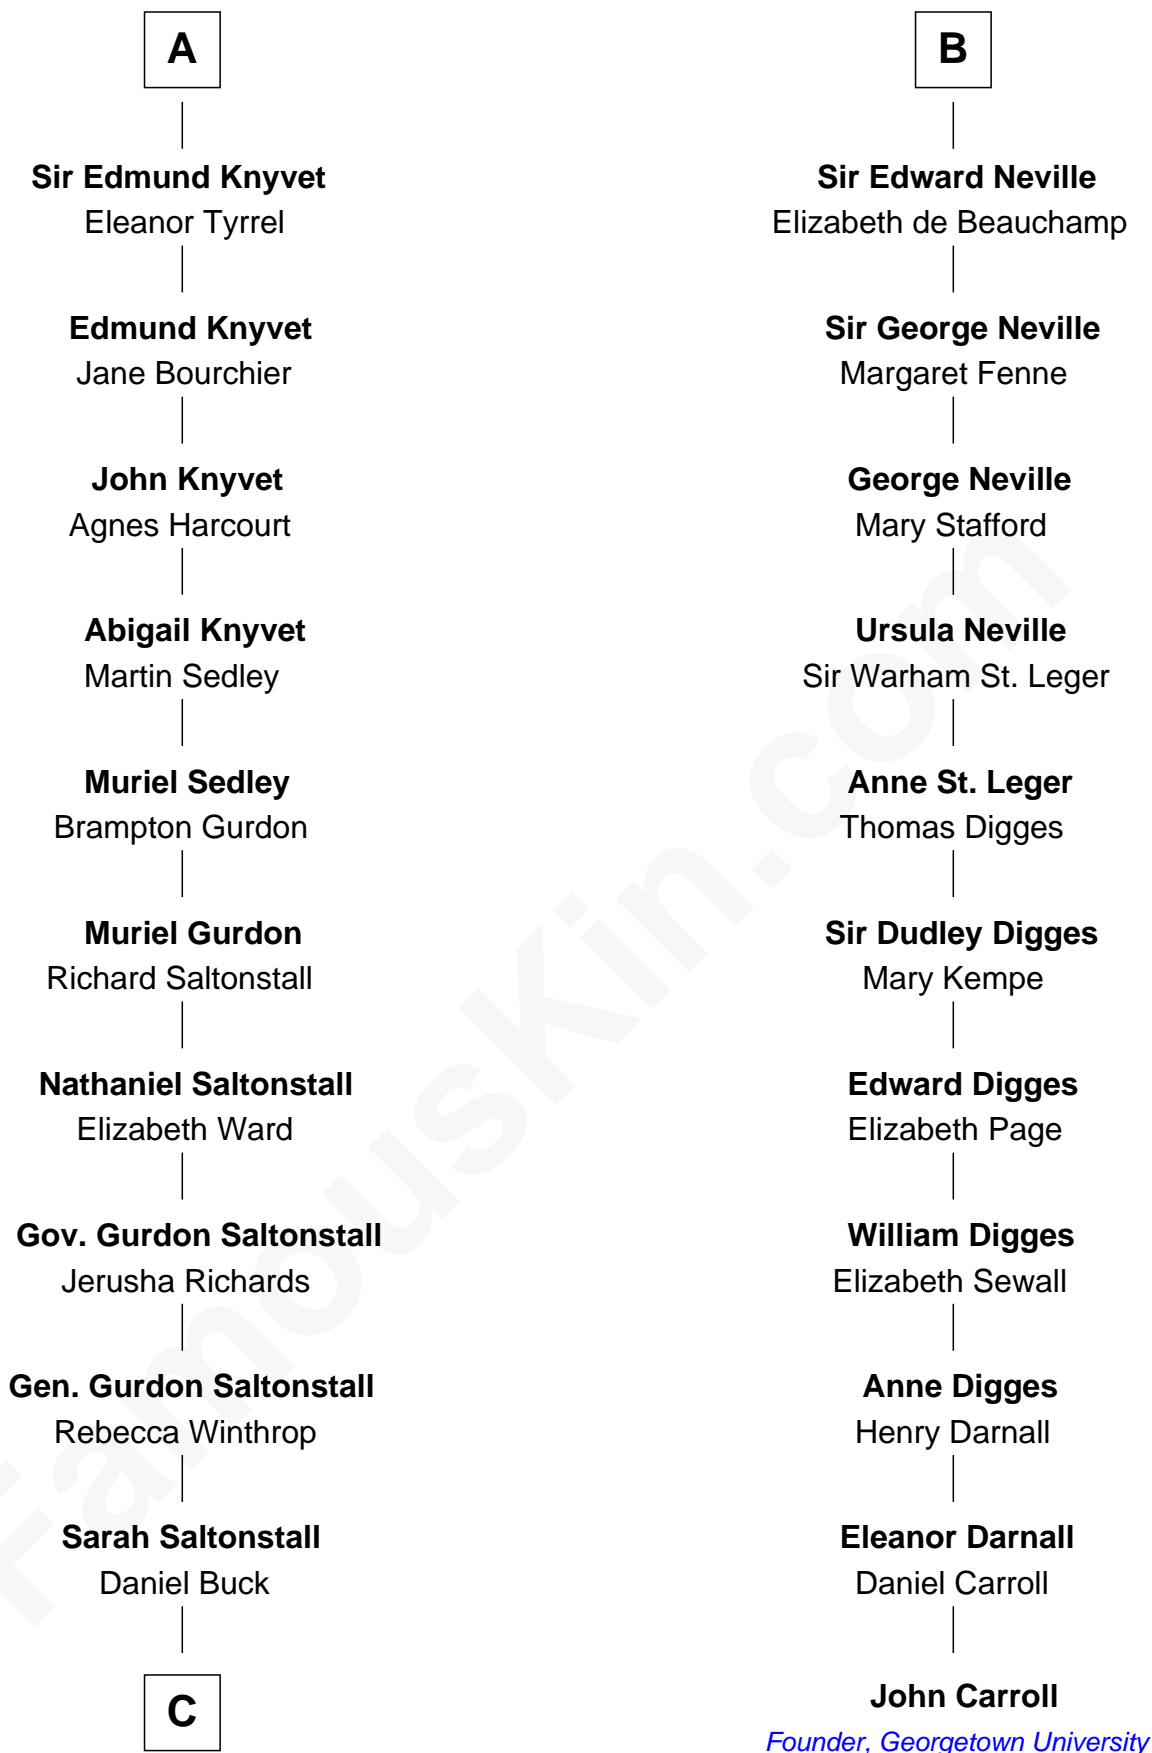 A
Sir Edmund Knyvet
Eleanor Tyrrel
Edmund Knyvet
Jane Bourchier
John Knyvet
Agnes Harcourt
Abigail Knyvet
Martin Sedley
Muriel Sedley
Brampton Gurdon
Muriel Gurdon
Richard Saltonstall
Nathaniel Saltonstall
Elizabeth Ward
Gov. Gurdon Saltonstall
Jerusha Richards
Gen. Gurdon Saltonstall
Rebecca Winthrop
Sarah Saltonstall
Daniel Buck
C
B
Sir Edward Neville
Elizabeth de Beauchamp
Sir George Neville
Margaret Fenne
George Neville
Mary Stafford
Ursula Neville
Sir Warham St. Leger
Anne St. Leger
Thomas Digges
Sir Dudley Digges
Mary Kempe
Edward Digges
Elizabeth Page
William Digges
Elizabeth Sewall
Anne Digges
Henry Darnall
Eleanor Darnall
Daniel Carroll
John Carroll
Founder, Georgetown University
FamousKin.com